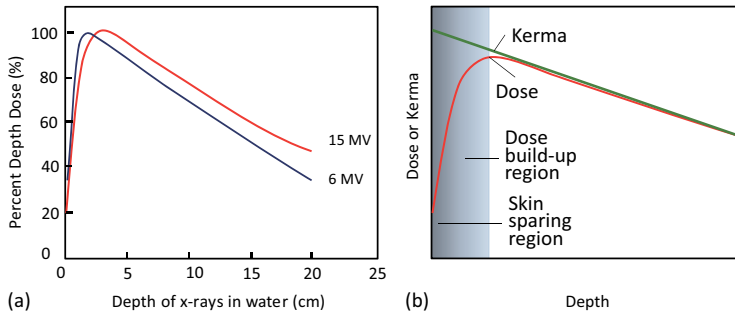 Percent Depth Dose (%)
100
80
60
40
20
0
15 MV
6 MV
0
5
10
15
20
25
(a)
Depth of x-rays in water (cm)
Dose or Kerma
Kerma
Dose
Dose
build-up
region
Skin
sparing
region
(b)
Depth